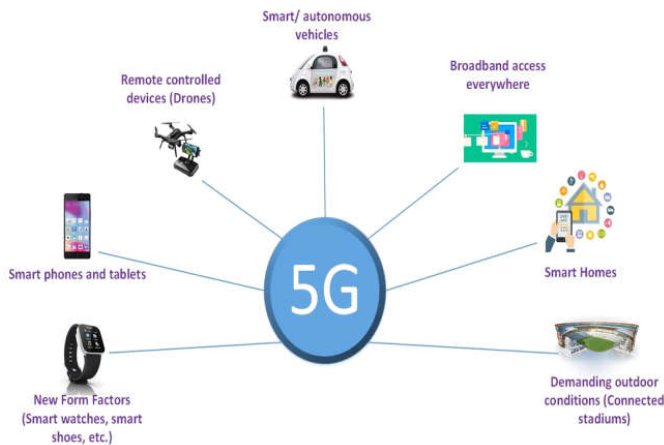 Smart/ autonomous
vehicles
Broadband access
everywhere
Remote controlled
devices (Drones)
Smart phones and tablets
5G
Smart Homes
New Form Factors
(Smart watches, smart
shoes, etc.)
Demanding outdoor
conditions (Connected
stadiums)